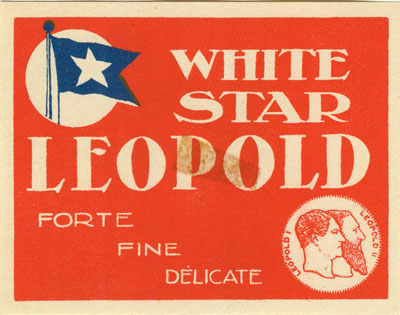 WHITE
STAR
LEOPOLD
FORTE
FINE
DÉLICATE
LEOPOLD I
LEOPOLD II